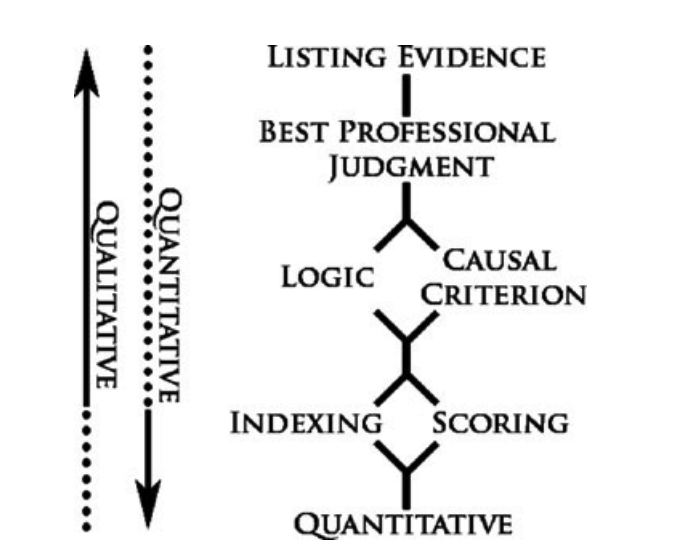 LISTING EVIDENCE
BEST PROFESSIONAL
JUDGMENT
QUALITATIVE
QUANTITATIVE
LOGIC
CAUSAL
CRITERION
INDEXING
SCORING
QUANTITATIVE